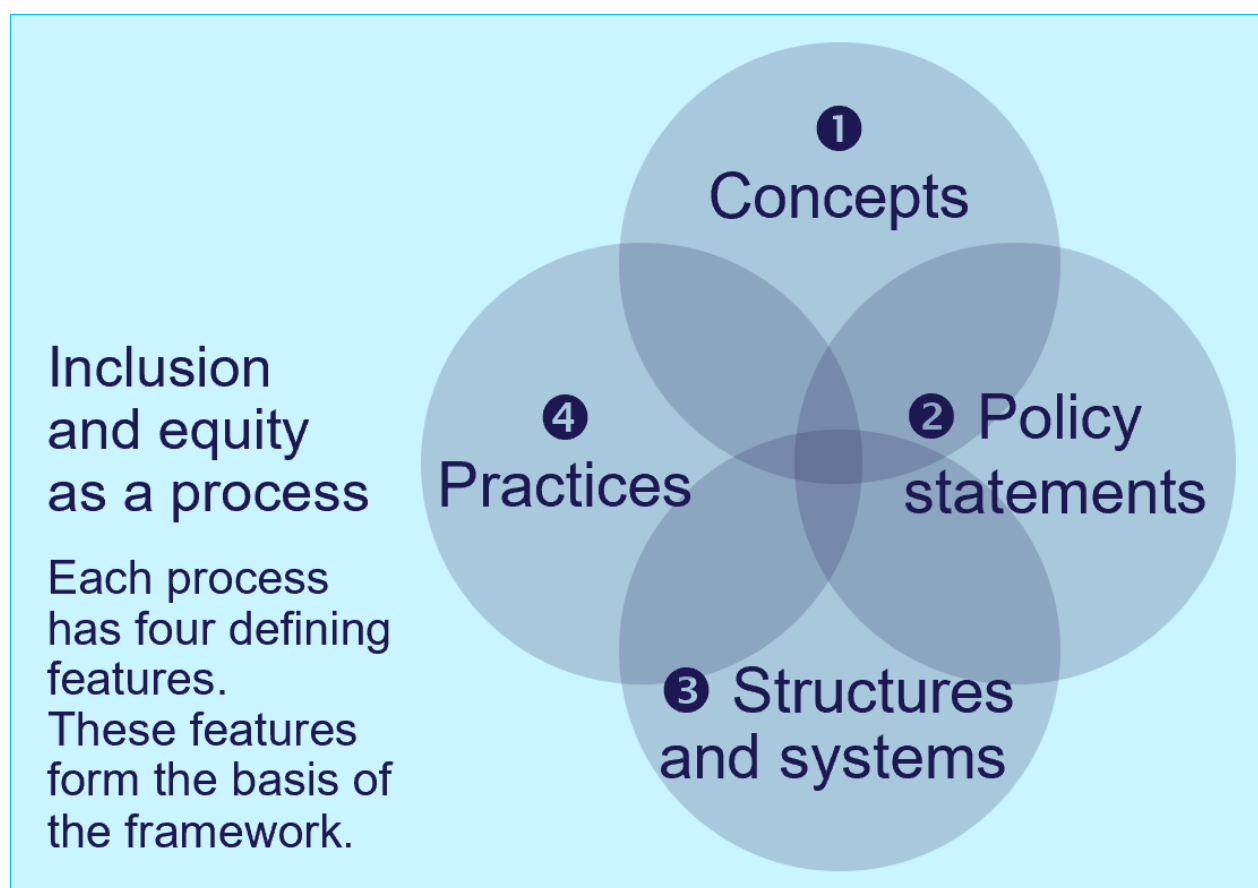 Inclusion
and equity
as a process
Each process
has four defining
features.
These features
form the basis of
the framework.
❶
Concepts
❷ Policy
statements
❸ Structures
and systems
❹
Practices